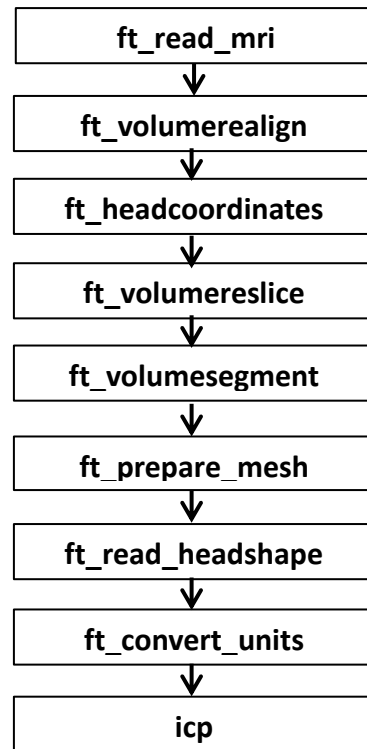 ft_read_mri
ft_volumerealign
ft_headcoordinates
ft_volumereslice
ft_volumesegment
ft_prepare_mesh
ft_read_headshape
ft_convert_units
icp